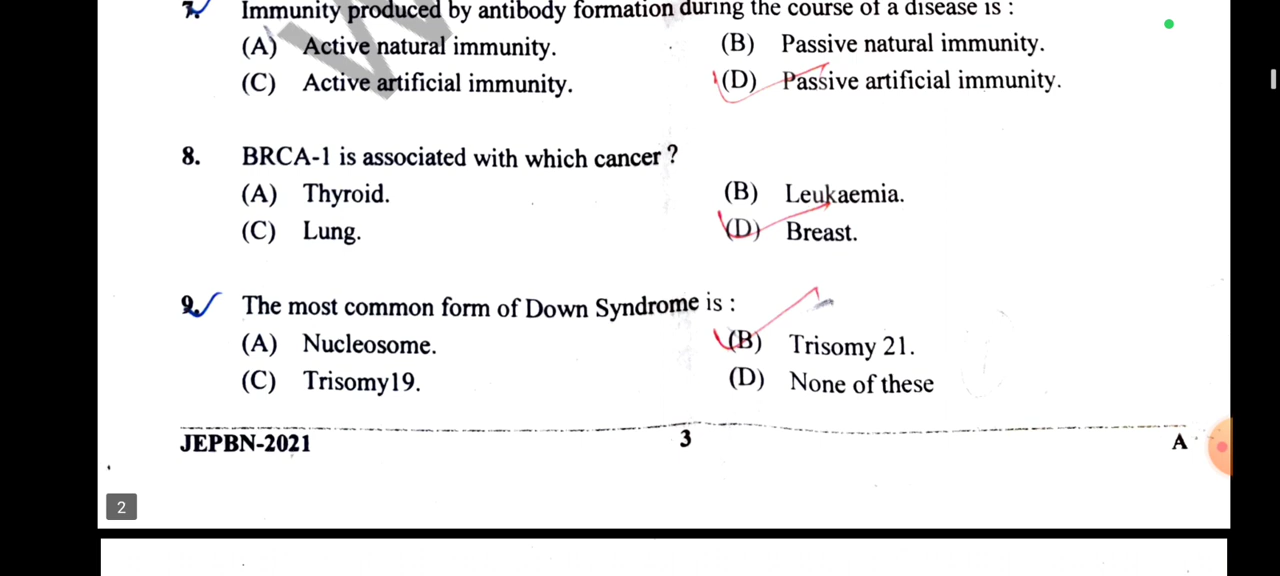 7. Immunity produced by antibody formation during the course of a disease is :
(A) Active natural immunity. (B) Passive natural immunity.
(C) Active artificial immunity. (D) Passive artificial immunity.
8. BRCA-1 is associated with which cancer ?
(A) Thyroid. (B) Leukaemia.
(C) Lung. (D) Breast.
9. The most common form of Down Syndrome is :
(A) Nucleosome. (B) Trisomy 21.
(C) Trisomy19. (D) None of these
JEPBN-2021 3 A
2